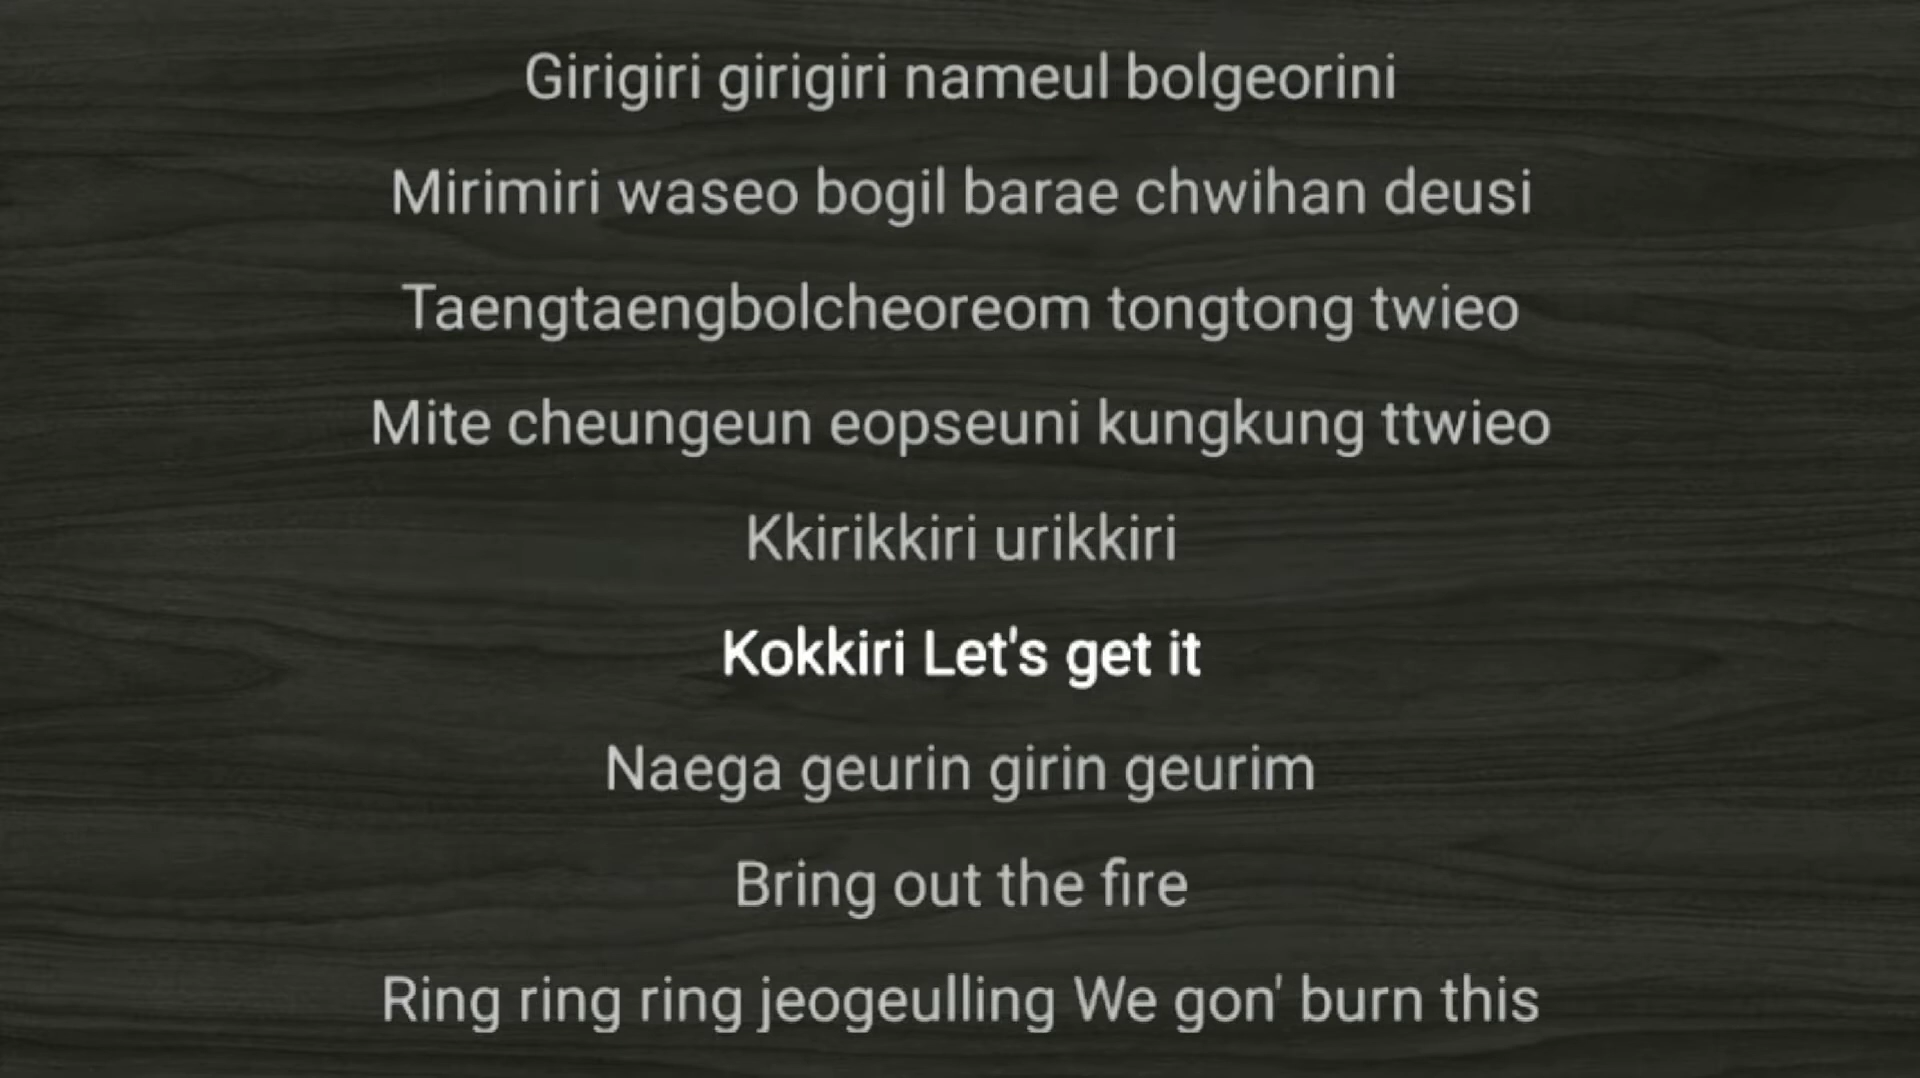 Girigiri girigiri nameul bolgeorini
Mirimiri waseo bogil barae chwihan deusi
Taengtaengbolcheoreom tongtong twieo
Mite cheungeun eopseuni kungkung ttwieo
Kkirikkiri urikkiri
Kokkiri Let's get it
Naega geurin girin geurim
Bring out the fire
Ring ring ring jeogeulling We gon' burn this